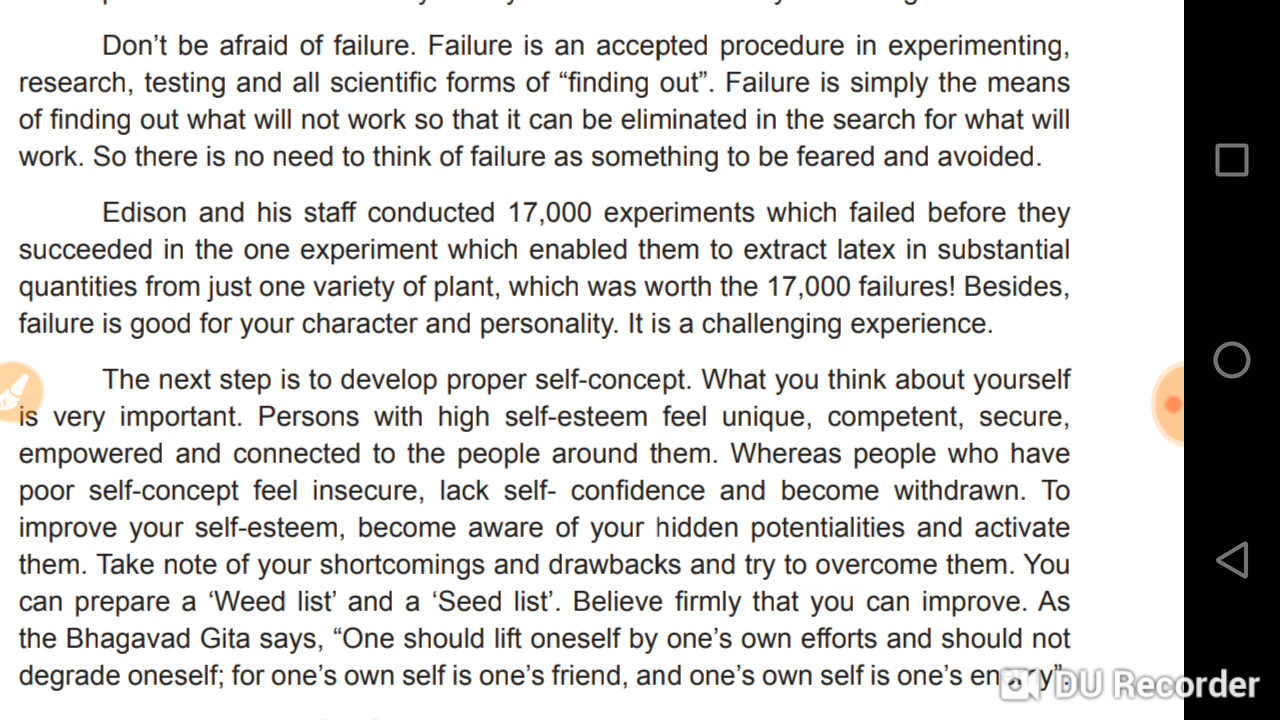 Don’t be afraid of failure. Failure is an accepted procedure in experimenting,
research, testing and all scientific forms of “finding out”. Failure is simply the means
of finding out what will not work so that it can be eliminated in the search for what will
work. So there is no need to think of failure as something to be feared and avoided.
Edison and his staff conducted 17,000 experiments which failed before they
succeeded in the one experiment which enabled them to extract latex in substantial
quantities from just one variety of plant, which was worth the 17,000 failures! Besides,
failure is good for your character and personality. It is a challenging experience.
The next step is to develop proper self-concept. What you think about yourself
is very important. Persons with high self-esteem feel unique, competent, secure,
empowered and connected to the people around them. Whereas people who have
poor self-concept feel insecure, lack self- confidence and become withdrawn. To
improve your self-esteem, become aware of your hidden potentialities and activate
them. Take note of your shortcomings and drawbacks and try to overcome them. You
can prepare a ‘Weed list’ and a ‘Seed list’. Believe firmly that you can improve. As
the Bhagavad Gita says, “One should lift oneself by one’s own efforts and should not
degrade oneself; for one’s own self is one’s friend, and one’s own self is one’s enemy”.
DU Recorder